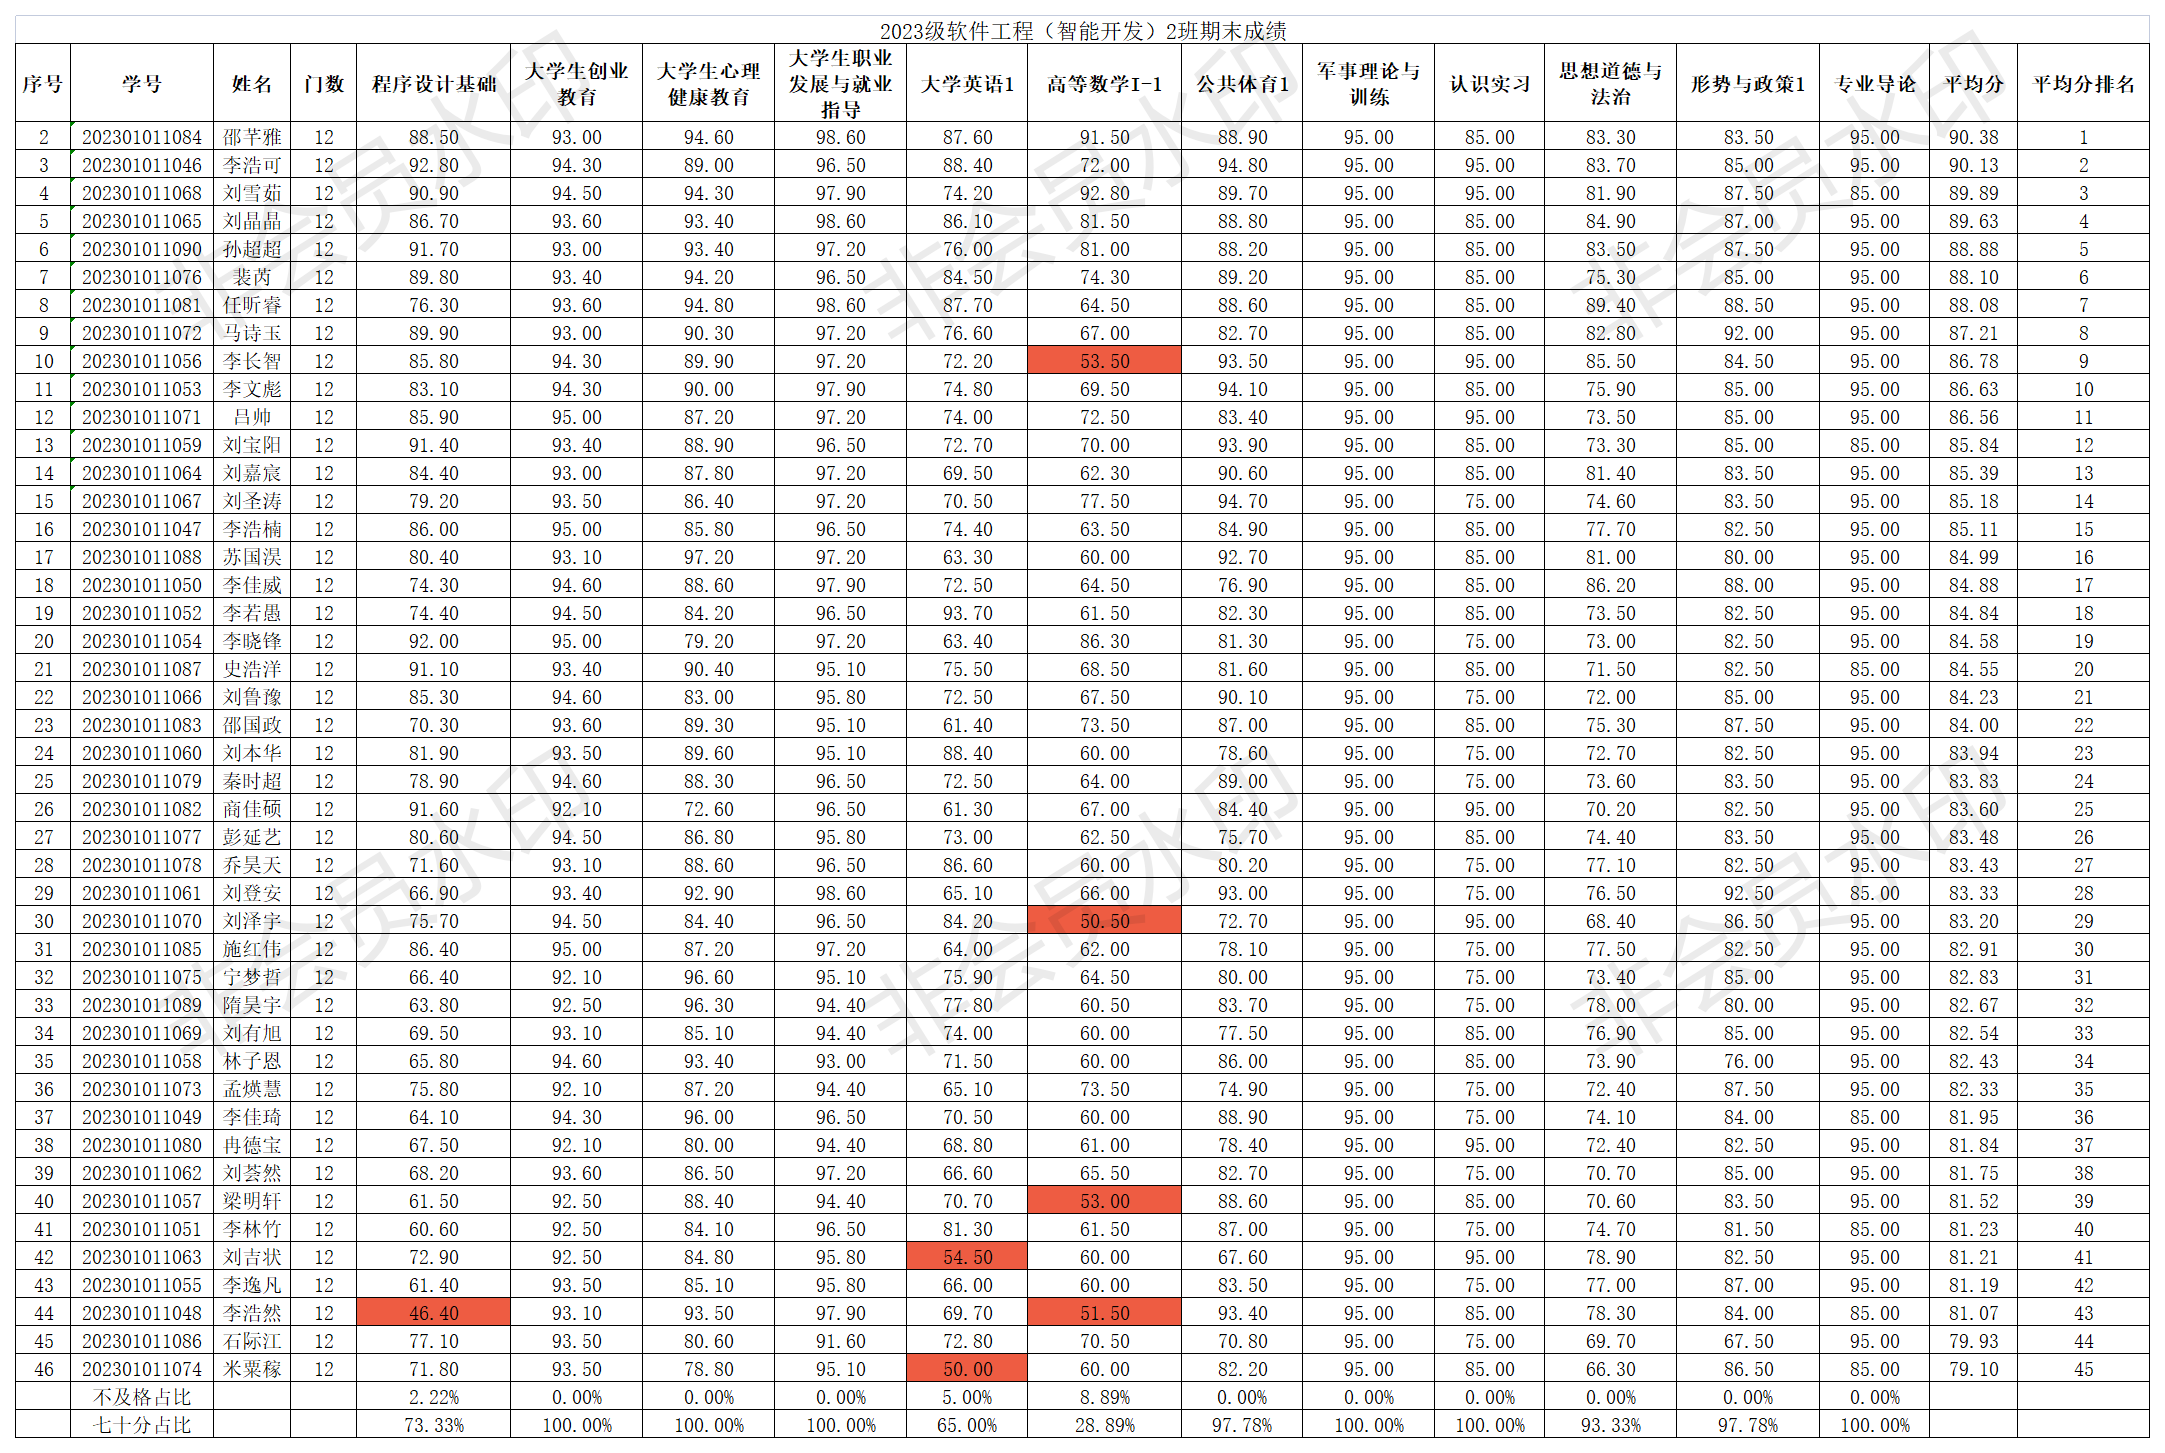 2023级软件工程（智能开发）2班期末成绩
序号 学号 姓名 门数 程序设计基础 大学生创业教育 大学生心理健康教育 大学生职业发展与就业指导 大学英语1 高等数学I-1 公共体育1 军事理论与训练 认识实习 思想道德与法治 形势与政策1 专业导论 平均分 平均分排名
2 202301011084 邵芊雅 12 88.50 93.00 94.60 98.60 87.60 91.50 88.90 95.00 85.00 83.30 83.50 95.00 90.38 1
3 202301011046 李浩可 12 92.80 94.30 89.00 96.50 88.40 72.00 94.80 95.00 95.00 83.70 85.00 95.00 90.13 2
4 202301011068 刘雪茹 12 90.90 94.50 94.30 97.90 74.20 92.80 89.70 95.00 95.00 81.90 87.50 85.00 89.89 3
5 202301011065 刘晶晶 12 86.70 93.60 93.40 98.60 86.10 81.50 88.80 95.00 85.00 84.90 87.00 95.00 89.63 4
6 202301011090 孙超超 12 91.70 93.00 93.40 97.20 76.00 81.00 88.20 95.00 85.00 83.50 87.50 95.00 88.88 5
7 202301011076 裴芮 12 89.80 93.40 94.20 96.50 84.50 74.30 89.20 95.00 85.00 75.30 85.00 95.00 88.10 6
8 202301011081 任昕睿 12 76.30 93.60 94.80 98.60 87.70 64.50 88.60 95.00 85.00 89.40 88.50 95.00 88.08 7
9 202301011072 马诗玉 12 89.90 93.00 90.30 97.20 76.60 67.00 82.70 95.00 85.00 82.80 92.00 95.00 87.21 8
10 202301011056 李长智 12 85.80 94.30 89.90 97.20 72.20 53.50 93.50 95.00 95.00 85.50 84.50 95.00 86.78 9
11 202301011053 李文彪 12 83.10 94.30 90.00 97.90 74.80 69.50 94.10 95.00 85.00 75.90 85.00 95.00 86.63 10
12 202301011071 吕帅 12 85.90 95.00 87.20 97.20 74.00 72.50 83.40 95.00 95.00 73.50 85.00 95.00 86.56 11
13 202301011059 刘宝阳 12 91.40 93.40 88.90 96.50 72.70 70.00 93.90 95.00 85.00 73.30 85.00 85.00 85.84 12
14 202301011064 刘嘉宸 12 84.40 93.00 87.80 97.20 69.50 62.30 90.60 95.00 85.00 81.40 83.50 95.00 85.39 13
15 202301011067 刘圣涛 12 79.20 93.50 86.40 97.20 70.50 77.50 94.70 95.00 75.00 74.60 83.50 95.00 85.18 14
16 202301011047 李浩楠 12 86.00 95.00 85.80 96.50 74.40 63.50 84.90 95.00 85.00 77.70 82.50 95.00 85.11 15
17 202301011088 苏国淏 12 80.40 93.10 97.20 97.20 63.30 60.00 92.70 95.00 85.00 81.00 80.00 95.00 84.99 16
18 202301011050 李佳威 12 74.30 94.60 88.60 97.90 72.50 64.50 76.90 95.00 85.00 86.20 88.00 95.00 84.88 17
19 202301011052 李若愚 12 74.40 94.50 84.20 96.50 93.70 61.50 82.30 95.00 85.00 73.50 82.50 95.00 84.84 18
20 202301011054 李晓锋 12 92.00 95.00 79.20 97.20 63.40 86.30 81.30 95.00 75.00 73.00 82.50 95.00 84.58 19
21 202301011087 史浩洋 12 91.10 93.40 90.40 95.10 75.50 68.50 81.60 95.00 85.00 71.50 82.50 85.00 84.55 20
22 202301011066 刘鲁豫 12 85.30 94.60 83.00 95.80 72.50 67.50 90.10 95.00 75.00 72.00 85.00 95.00 84.23 21
23 202301011083 邵国政 12 70.30 93.60 89.30 95.10 61.40 73.50 87.00 95.00 85.00 75.30 87.50 95.00 84.00 22
24 202301011060 刘本华 12 81.90 93.50 89.60 95.10 88.40 60.00 78.60 95.00 75.00 72.70 82.50 95.00 83.94 23
25 202301011079 秦时超 12 78.90 94.60 88.30 96.50 72.50 64.00 89.00 95.00 75.00 73.60 83.50 95.00 83.83 24
26 202301011082 商佳硕 12 91.60 92.10 72.60 96.50 61.30 67.00 84.40 95.00 95.00 70.20 82.50 95.00 83.60 25
27 202301011077 彭延艺 12 80.60 94.50 86.80 95.80 73.00 62.50 75.70 95.00 85.00 74.40 83.50 95.00 83.48 26
28 202301011078 乔昊天 12 71.60 93.10 88.60 96.50 86.60 60.00 80.20 95.00 75.00 77.10 82.50 95.00 83.43 27
29 202301011061 刘登安 12 66.90 93.40 92.90 98.60 65.10 66.00 93.00 95.00 75.00 76.50 92.50 85.00 83.33 28
30 202301011070 刘泽宇 12 75.70 94.50 84.40 96.50 84.20 50.50 72.70 95.00 95.00 68.40 86.50 95.00 83.20 29
31 202301011085 施红伟 12 86.40 95.00 87.20 97.20 64.00 62.00 78.10 95.00 75.00 77.50 82.50 95.00 82.91 30
32 202301011075 宁梦哲 12 66.40 92.10 96.60 95.10 75.90 64.50 80.00 95.00 75.00 73.40 85.00 95.00 82.83 31
33 202301011089 隋昊宇 12 63.80 92.50 96.30 94.40 77.80 60.50 83.70 95.00 75.00 78.00 80.00 95.00 82.67 32
34 202301011069 刘有旭 12 69.50 93.10 85.10 94.40 74.00 60.00 77.50 95.00 85.00 76.90 85.00 95.00 82.54 33
35 202301011058 林子恩 12 65.80 94.60 93.40 93.00 71.50 60.00 86.00 95.00 85.00 73.90 76.00 95.00 82.43 34
36 202301011073 孟煐慧 12 75.80 92.10 87.20 94.40 65.10 73.50 74.90 95.00 75.00 72.40 87.50 95.00 82.33 35
37 202301011049 李佳琦 12 64.10 94.30 96.00 96.50 70.50 60.00 88.90 95.00 75.00 74.10 84.00 85.00 81.95 36
38 202301011080 冉德宝 12 67.50 92.10 80.00 94.40 68.80 61.00 78.40 95.00 95.00 72.40 82.50 95.00 81.84 37
39 202301011062 刘荟然 12 68.20 93.60 86.50 97.20 66.60 65.50 82.70 95.00 75.00 70.70 85.00 95.00 81.75 38
40 202301011057 梁明轩 12 61.50 92.50 88.40 94.40 70.70 53.00 88.60 95.00 85.00 70.60 83.50 95.00 81.52 39
41 202301011051 李林竹 12 60.60 92.50 84.10 96.50 81.30 61.50 87.00 95.00 75.00 74.70 81.50 85.00 81.23 40
42 202301011063 刘吉状 12 72.90 92.50 84.80 95.80 54.50 60.00 67.60 95.00 95.00 78.90 82.50 95.00 81.21 41
43 202301011055 李逸凡 12 61.40 93.50 85.10 95.80 66.00 60.00 83.50 95.00 75.00 77.00 87.00 95.00 81.19 42
44 202301011048 李浩然 12 46.40 93.10 93.50 97.90 69.70 51.50 93.40 95.00 85.00 78.30 84.00 85.00 81.07 43
45 202301011086 石际江 12 77.10 93.50 80.60 91.60 72.80 70.50 70.80 95.00 75.00 69.70 67.50 95.00 79.93 44
46 202301011074 米粟稼 12 71.80 93.50 78.80 95.10 50.00 60.00 82.20 95.00 85.00 66.30 86.50 85.00 79.10 45
不及格占比 2.22% 0.00% 0.00% 0.00% 5.00% 8.89% 0.00% 0.00% 0.00% 0.00% 0.00% 0.00%
七十分占比 73.33% 100.00% 100.00% 100.00% 65.00% 28.89% 97.78% 100.00% 100.00% 93.33% 97.78% 100.00%
非会员水印
非会员水印
非会员水印
非会员水印
非会员水印
非会员水印